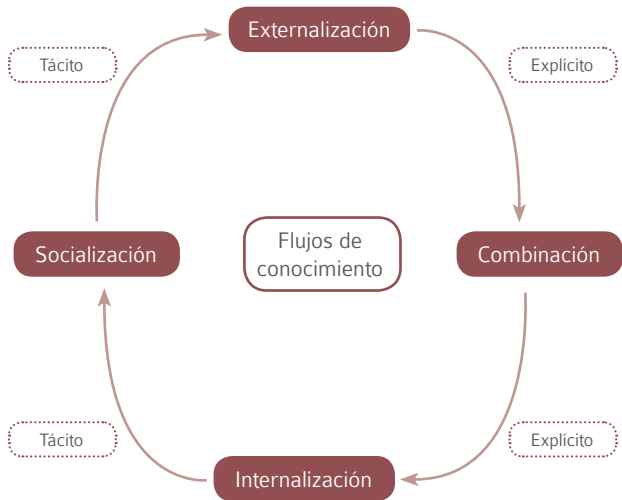 Externalización
Tácito
Explícito
Socialización
Flujos de
conocimiento
Combinación
Tácito
Explícito
Internalización